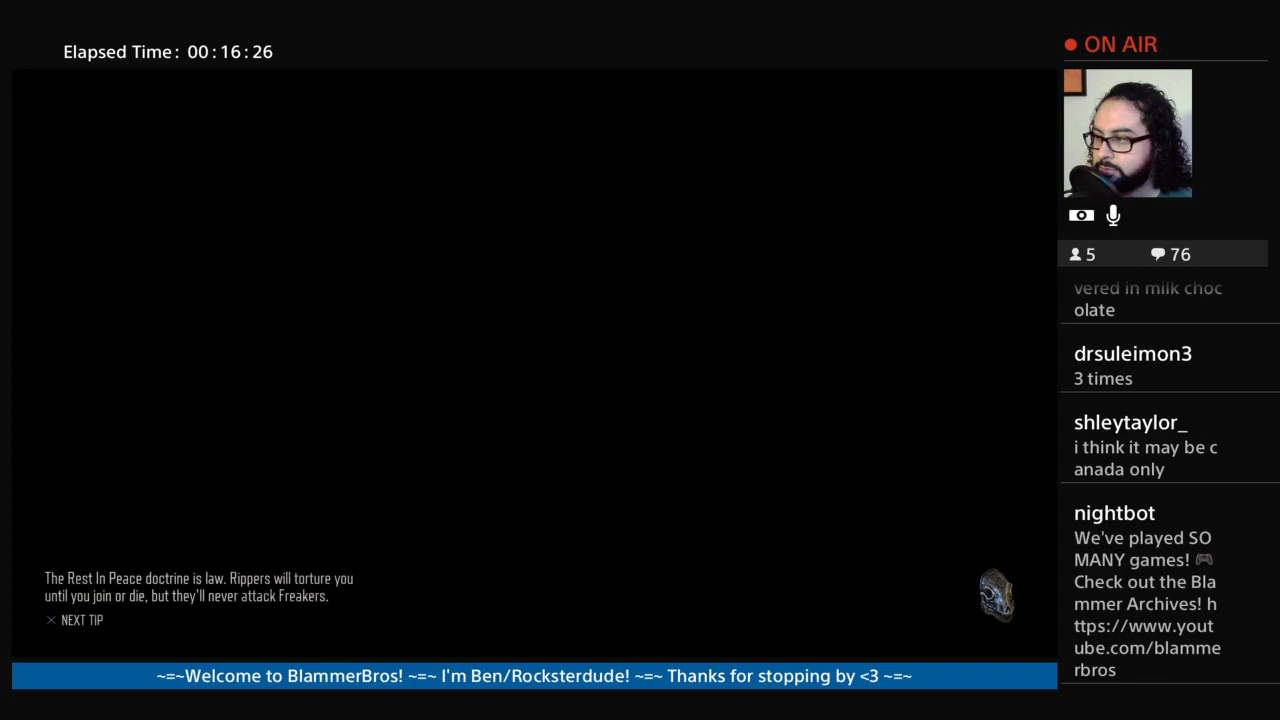 Elapsed Time: 00:16:26
ON AIR
5 76
vered in milk choc
olate
drsuleimon3
3 times
shleytaylor_
i think it may be c
anada only
nightbot
We've played SO
MANY games! 🎮
Check out the Bla
mmer Archives! h
ttps://www.yout
ube.com/blamme
rbros
The Rest In Peace doctrine is law. Rippers will torture you
until you join or die, but they'll never attack Freakers.
NEXT TIP
~=~Welcome to BlammerBros! ~=~ I'm Ben/Rocksterdude! ~=~ Thanks for stopping by <3 ~=~